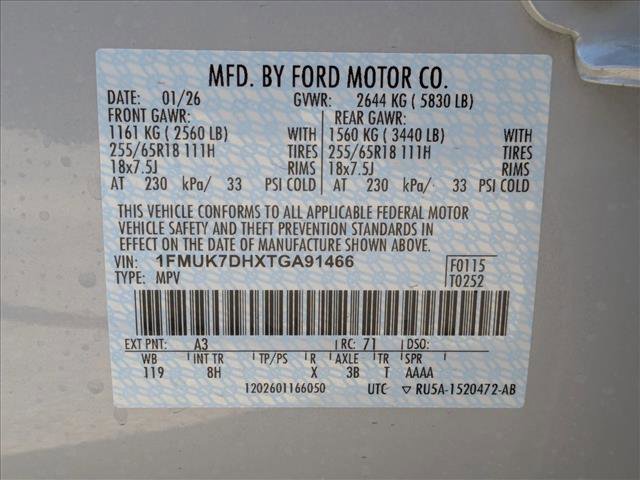 MFD. BY FORD MOTOR CO.
DATE: 01/26 GVWR: 2644 KG ( 5830 LB)
FRONT GAWR: REAR GAWR:
1161 KG ( 2560 LB) WITH 1560 KG ( 3440 LB) WITH
255/65R18 111H TIRES 255/65R18 111H TIRES
18x7.5J RIMS 18x7.5J RIMS
AT 230 kPa/ 33 PSI COLD AT 230 kPa/ 33 PSI COLD
THIS VEHICLE CONFORMS TO ALL APPLICABLE FEDERAL MOTOR
VEHICLE SAFETY AND THEFT PREVENTION STANDARDS IN
EFFECT ON THE DATE OF MANUFACTURE SHOWN ABOVE.
VIN: 1FMUK7DHXTGA91466 F0115
TYPE: MPV T0252
EXT PNT: A3 RC: 71 DSO:
WB INT TR TP/PS R AXLE TR SPR
119 8H X 3B T AAAA
1202601166050 UTC ▽ RU5A-1520472-AB